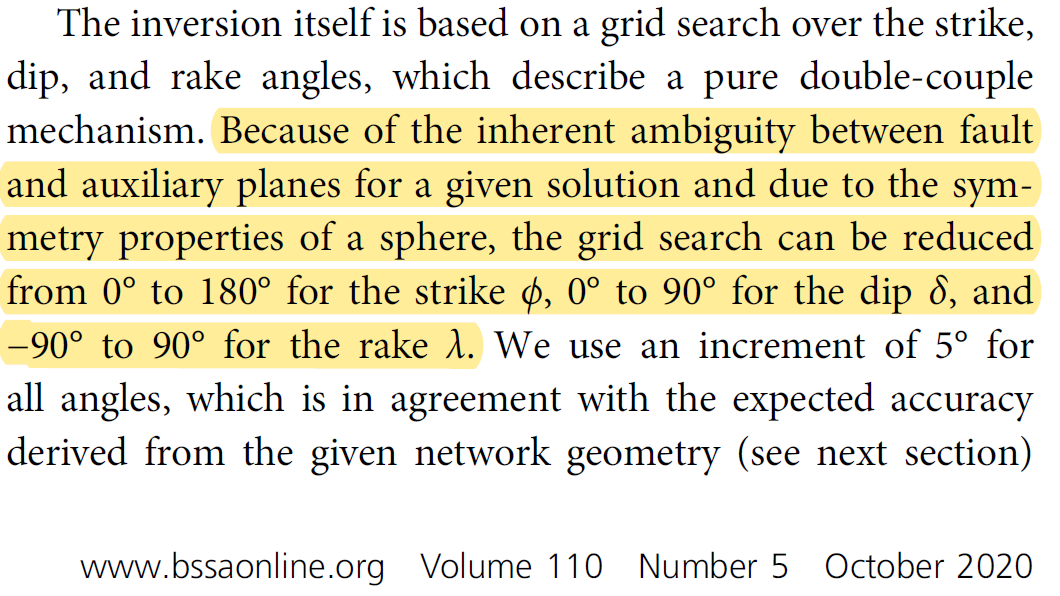 The inversion itself is based on a grid search over the strike,
dip, and rake angles, which describe a pure double-couple
mechanism. Because of the inherent ambiguity between fault
and auxiliary planes for a given solution and due to the sym-
metry properties of a sphere, the grid search can be reduced
from 0° to 180° for the strike ϕ, 0° to 90° for the dip δ, and
−90° to 90° for the rake λ. We use an increment of 5° for
all angles, which is in agreement with the expected accuracy
derived from the given network geometry (see next section)
www.bssaonline.org Volume 110 Number 5 October 2020